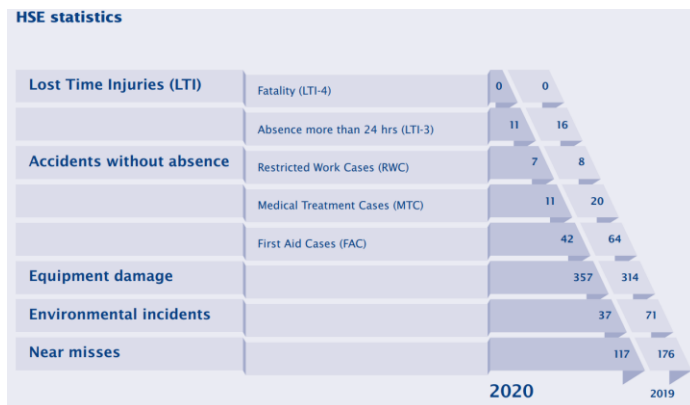 HSE statistics
Lost Time Injuries (LTI) Fatality (LTI-4) 0 0
Absence more than 24 hrs (LTI-3) 11 16
Accidents without absence Restricted Work Cases (RWC) 7 8
Medical Treatment Cases (MTC) 11 20
First Aid Cases (FAC) 42 64
Equipment damage 357 314
Environmental incidents 37 71
Near misses 117 176
2020 2019